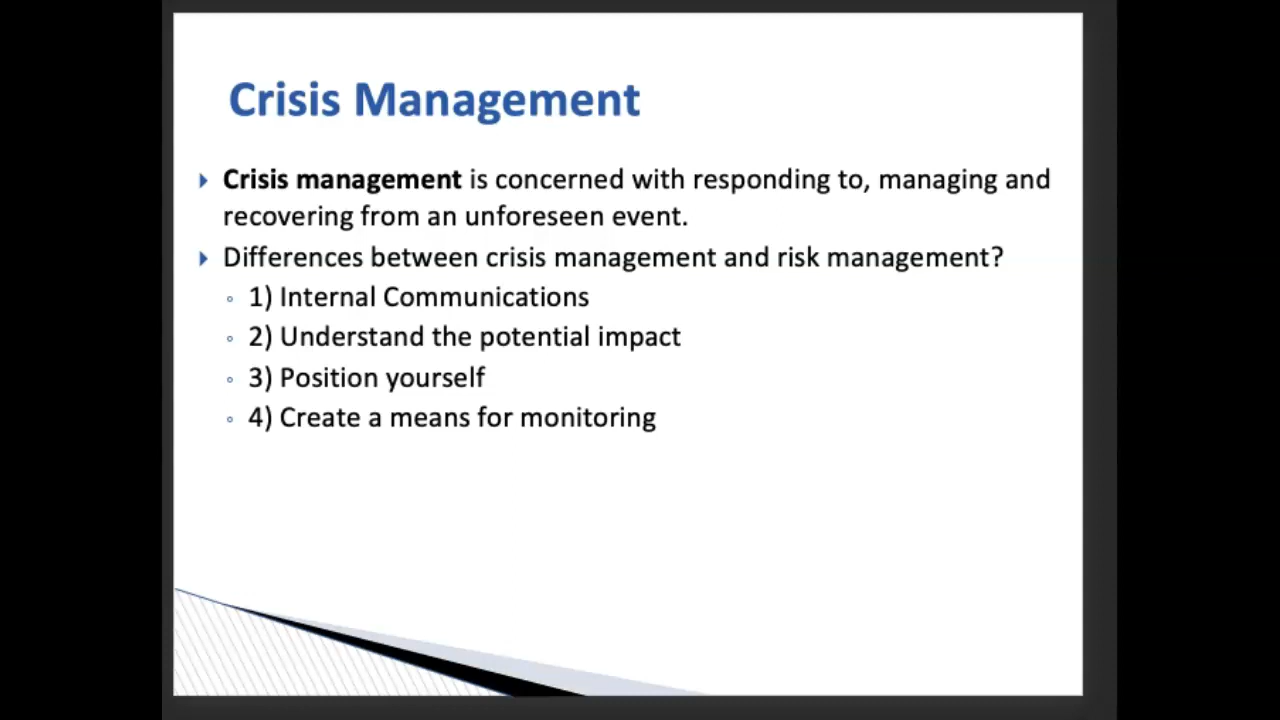 Crisis Management
Crisis management is concerned with responding to, managing and
recovering from an unforeseen event.
Differences between crisis management and risk management?
1) Internal Communications
2) Understand the potential impact
3) Position yourself
4) Create a means for monitoring